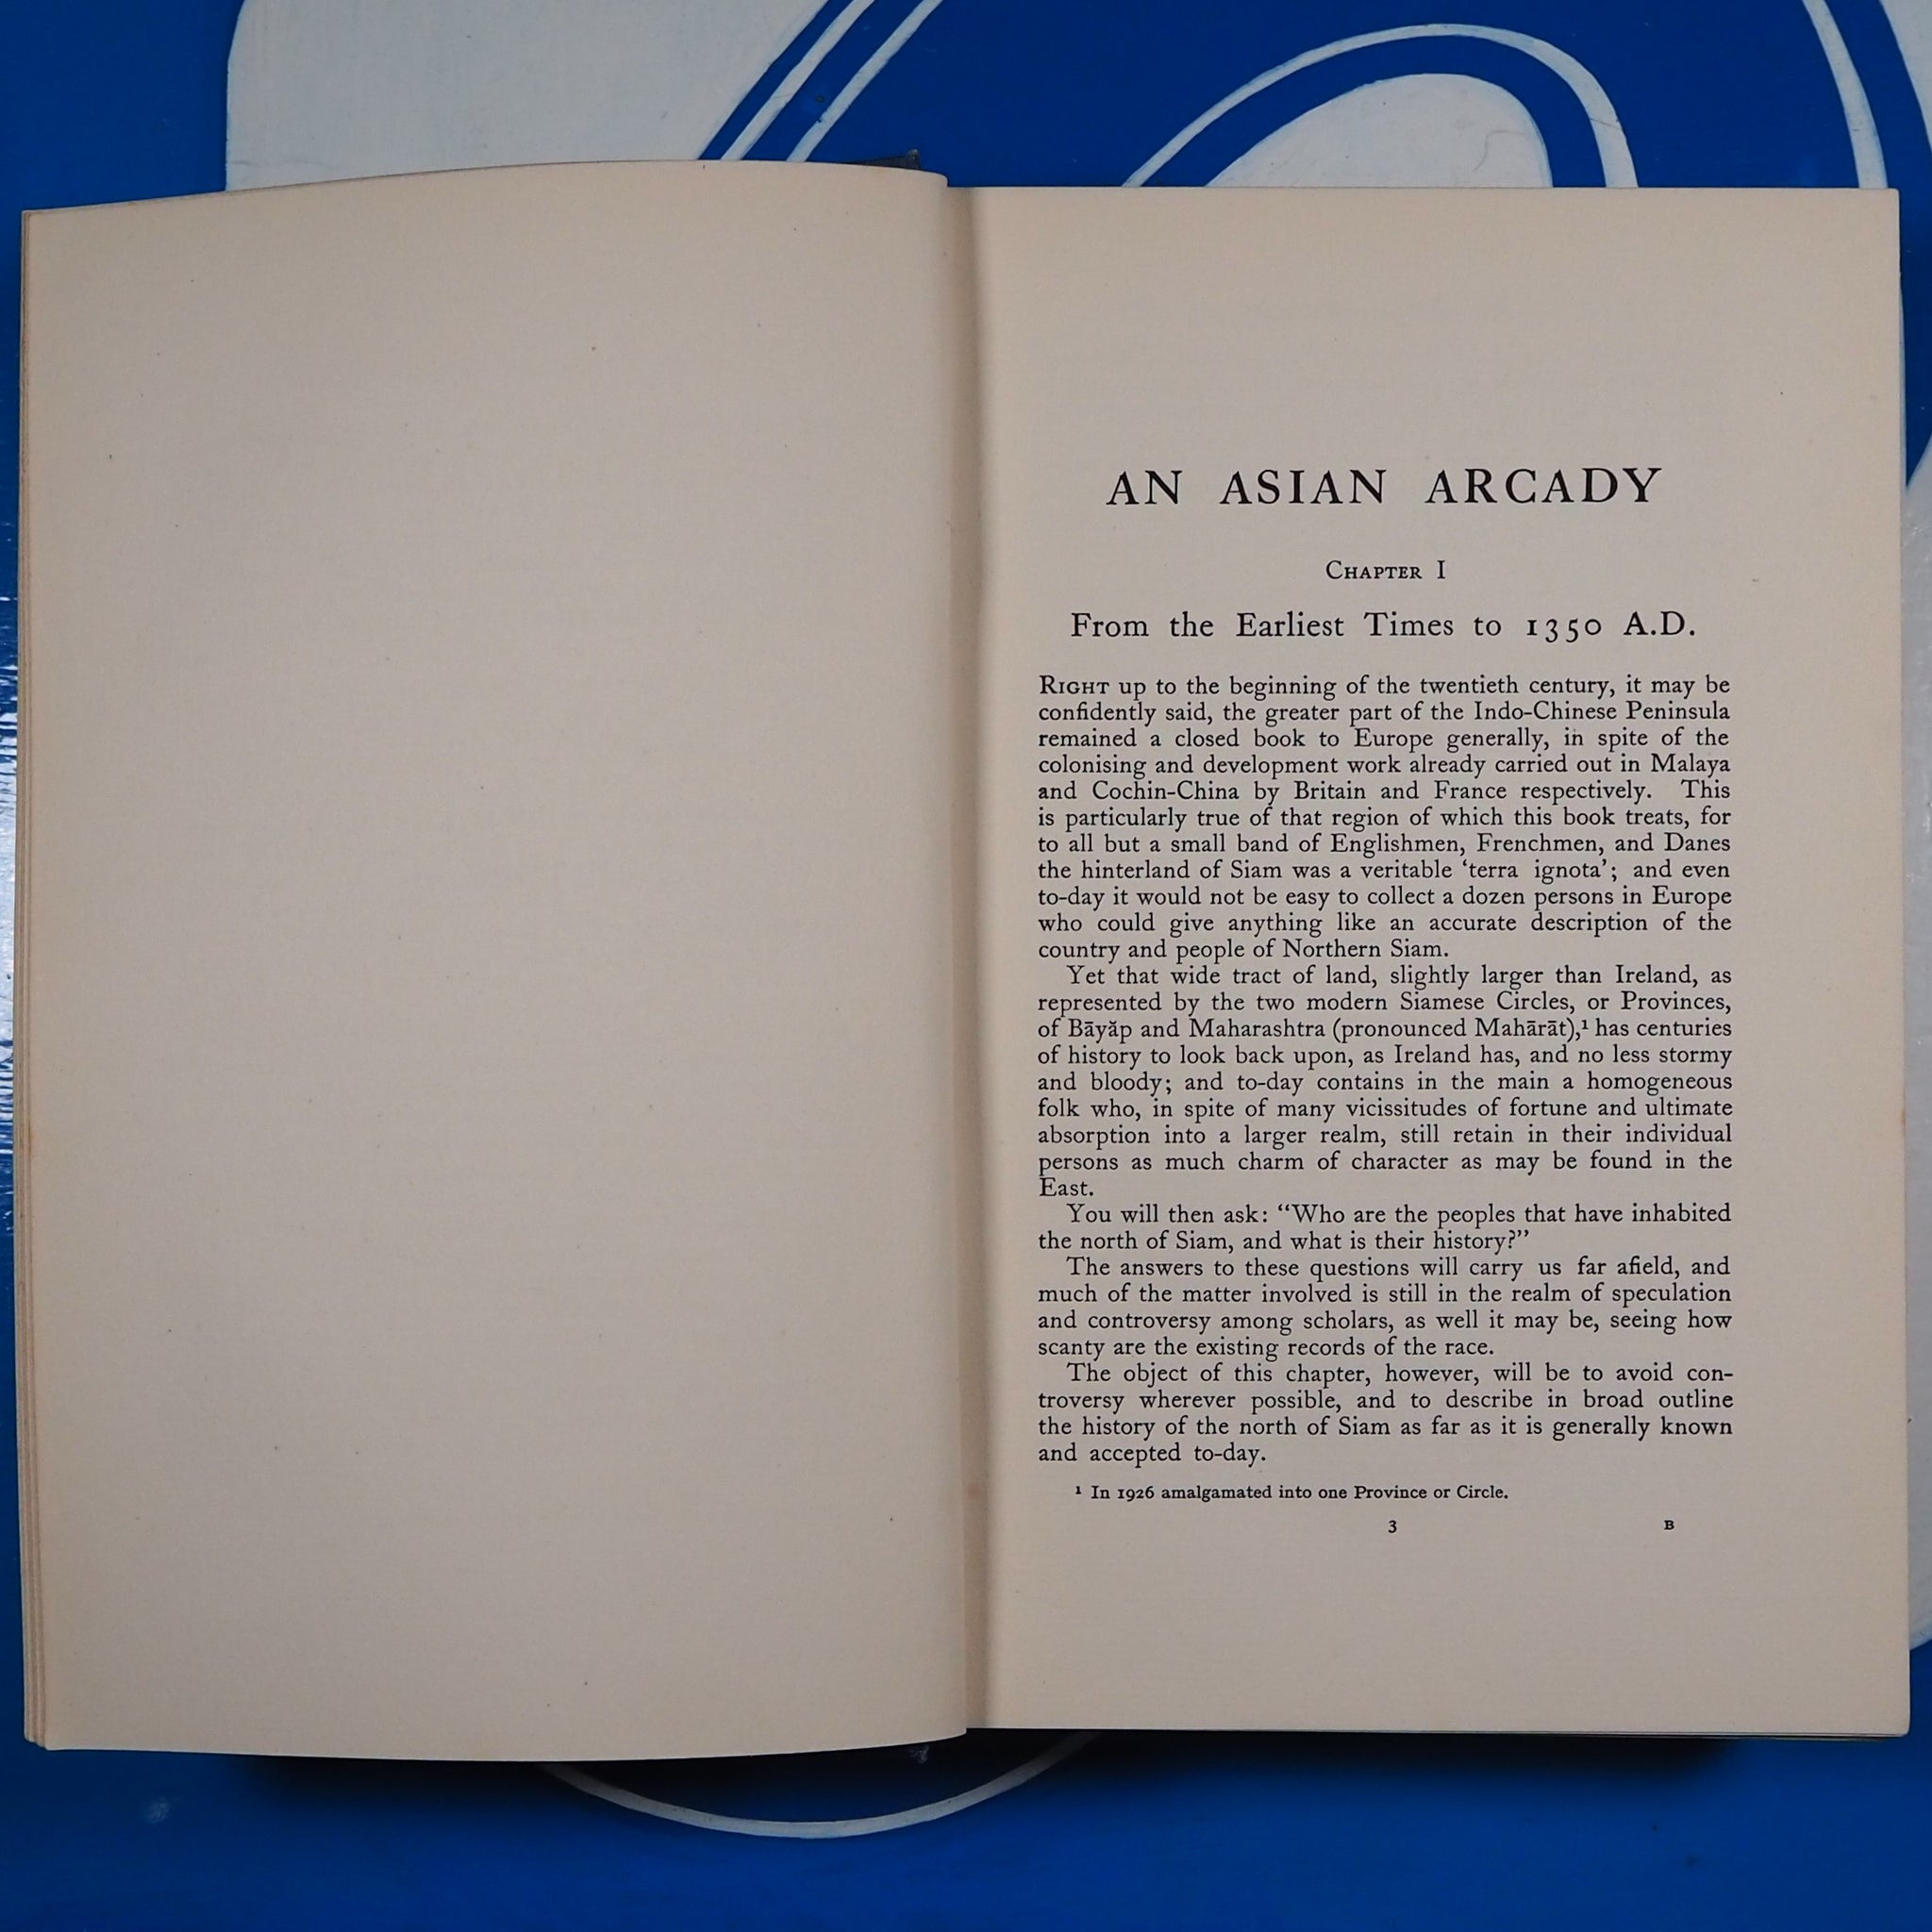 AN ASIAN ARCADY
CHAPTER I
From the Earliest Times to 1350 A.D.
RIGHT up to the beginning of the twentieth century, it may be
confidently said, the greater part of the Indo-Chinese Peninsula
remained a closed book to Europe generally, in spite of the
colonising and development work already carried out in Malaya
and Cochin-China by Britain and France respectively. This
is particularly true of that region of which this book treats, for
to all but a small band of Englishmen, Frenchmen, and Danes
the hinterland of Siam was a veritable ‘terra ignota’; and even
to-day it would not be easy to collect a dozen persons in Europe
who could give anything like an accurate description of the
country and people of Northern Siam.
Yet that wide tract of land, slightly larger than Ireland, as
represented by the two modern Siamese Circles, or Provinces,
of Bāyăp and Maharashtra (pronounced Mahārāt),¹ has centuries
of history to look back upon, as Ireland has, and no less stormy
and bloody; and to-day contains in the main a homogeneous
folk who, in spite of many vicissitudes of fortune and ultimate
absorption into a larger realm, still retain in their individual
persons as much charm of character as may be found in the
East.
You will then ask: “Who are the peoples that have inhabited
the north of Siam, and what is their history?”
The answers to these questions will carry us far afield, and
much of the matter involved is still in the realm of speculation
and controversy among scholars, as well it may be, seeing how
scanty are the existing records of the race.
The object of this chapter, however, will be to avoid con-
troversy wherever possible, and to describe in broad outline
the history of the north of Siam as far as it is generally known
and accepted to-day.
¹ In 1926 amalgamated into one Province or Circle.
3 B